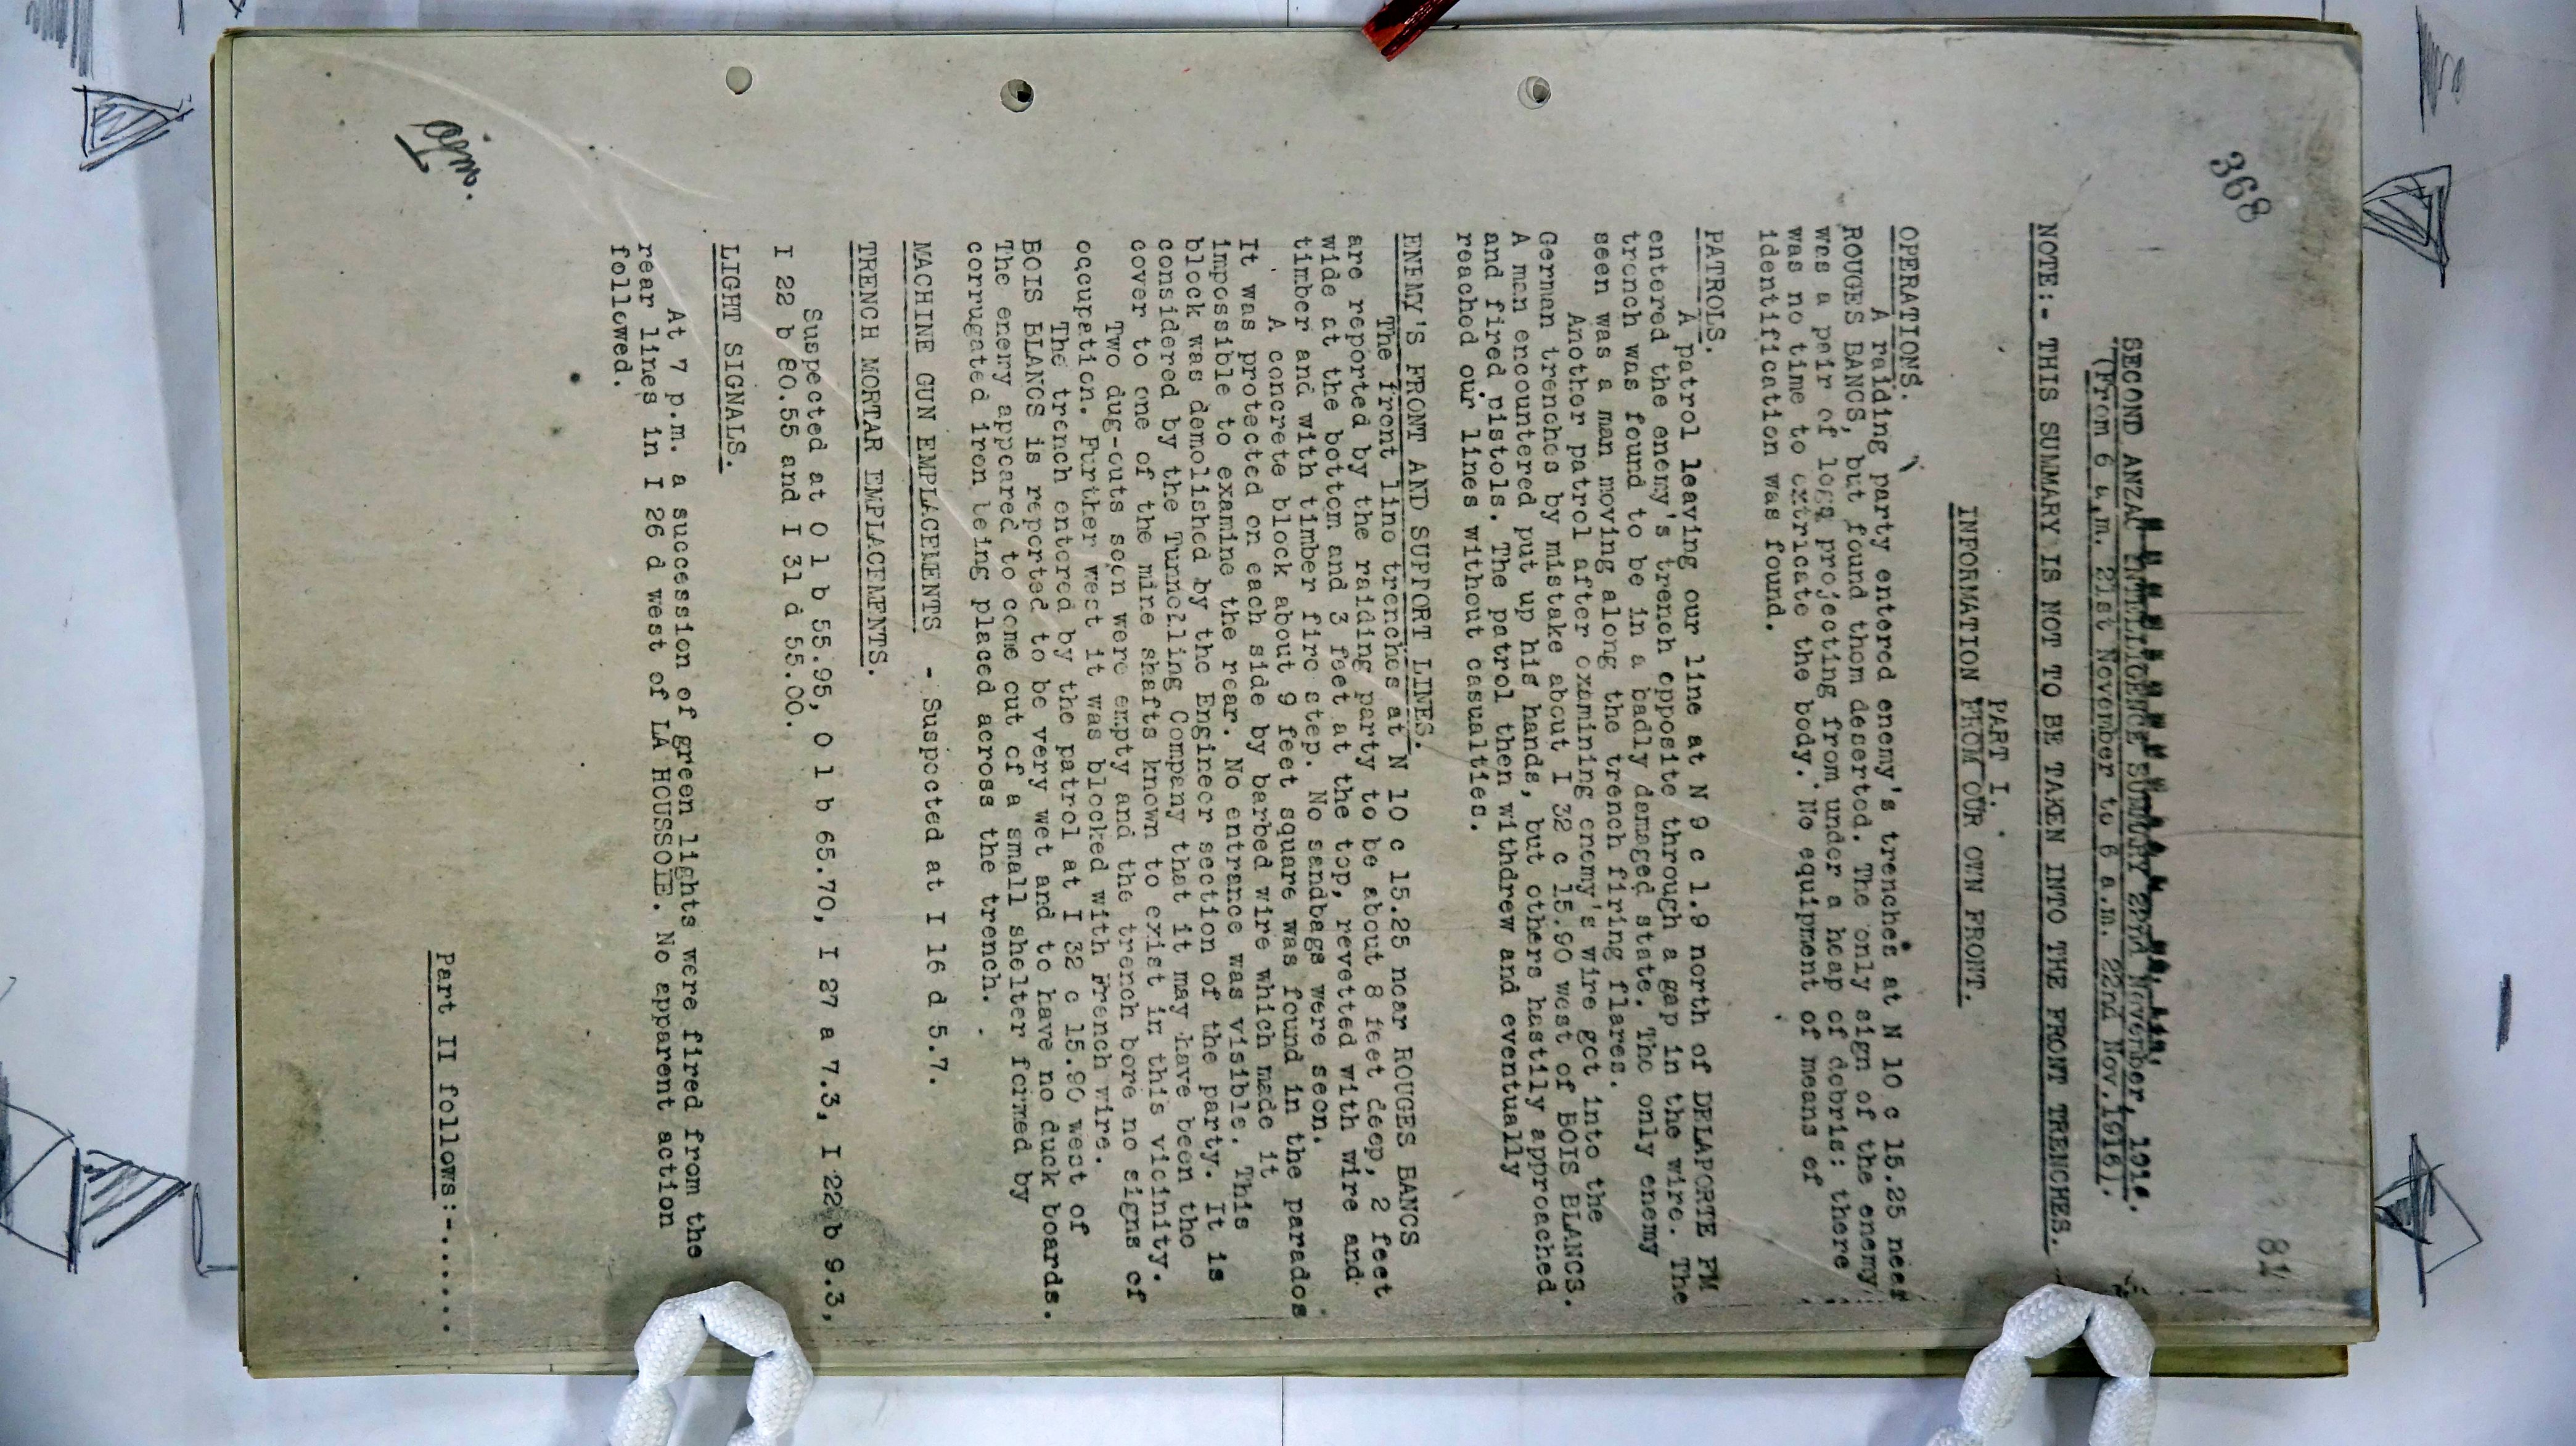 368
81
SECOND ANZAC INTELLIGENCE SUMMARY 22nd November, 1916.
(From 6 a.m. 21st November to 6 a.m. 22nd Nov.1916).
NOTE:- THIS SUMMARY IS NOT TO BE TAKEN INTO THE FRONT TRENCHES.
PART I.
INFORMATION FROM OUR OWN FRONT.
OPERATIONS.
A raiding party entered enemy's trenches at N 10 c 15.25 near
ROUGES BANCS, but found them deserted. The only sign of the enemy
was a pair of legs projecting from under a heap of debris: there
was no time to extricate the body. No equipment of means of
identification was found.
PATROLS.
A patrol leaving our line at N 9 c 1.9 north of DELAPORTE FM
entered the enemy's trench opposite through a gap in the wire. The
trench was found to be in a badly damaged state. The only enemy
seen was a man moving along the trench firing flares.
Another patrol after examining enemy's wire got into the
German trenches by mistake about I 32 c 15.90 west of BOIS BLANCS.
A man encountered put up his hands, but others hastily approached
and fired pistols. The patrol then withdrew and eventually
reached our lines without casualties.
ENEMY'S FRONT AND SUPPORT LINES.
The front line trenches at N 10 c 15.25 near ROUGES BANCS
are reported by the raiding party to be about 8 feet deep, 2 feet
wide at the bottom and 3 feet at the top, revetted with wire and
timber and with timber fire step. No sandbags were seen.
A concrete block about 9 feet square was found in the parados
It was protected on each side by barbed wire which made it
impossible to examine the rear. No entrance was visible. This
block was demolished by the Engineer section of the party. It is
considered by the Tunnelling Company that it may have been the
cover to one of the mine shafts known to exist in this vicinity.
Two dug-outs seen were empty and the trench bore no signs of
occupation. Further west it was blocked with French wire.
The trench entered by the patrol at I 32 c 15.90 west of
BOIS BLANCS is reported to be very wet and to have no duck boards.
The enemy appeared to come out of a small shelter formed by
corrugated iron being placed across the trench.
MACHINE GUN EMPLACEMENTS - Suspected at I 16 d 5.7.
TRENCH MORTAR EMPLACEMENTS.
Suspected at O 1 b 55.95, O 1 b 65.70, I 27 a 7.3, I 22 b 9.3,
I 22 b 80.55 and I 31 d 55.00.
LIGHT SIGNALS.
At 7 p.m. a succession of green lights were fired from the
rear lines in I 26 d west of LA HOUSSOIE. No apparent action
followed.
Part II follows:-......